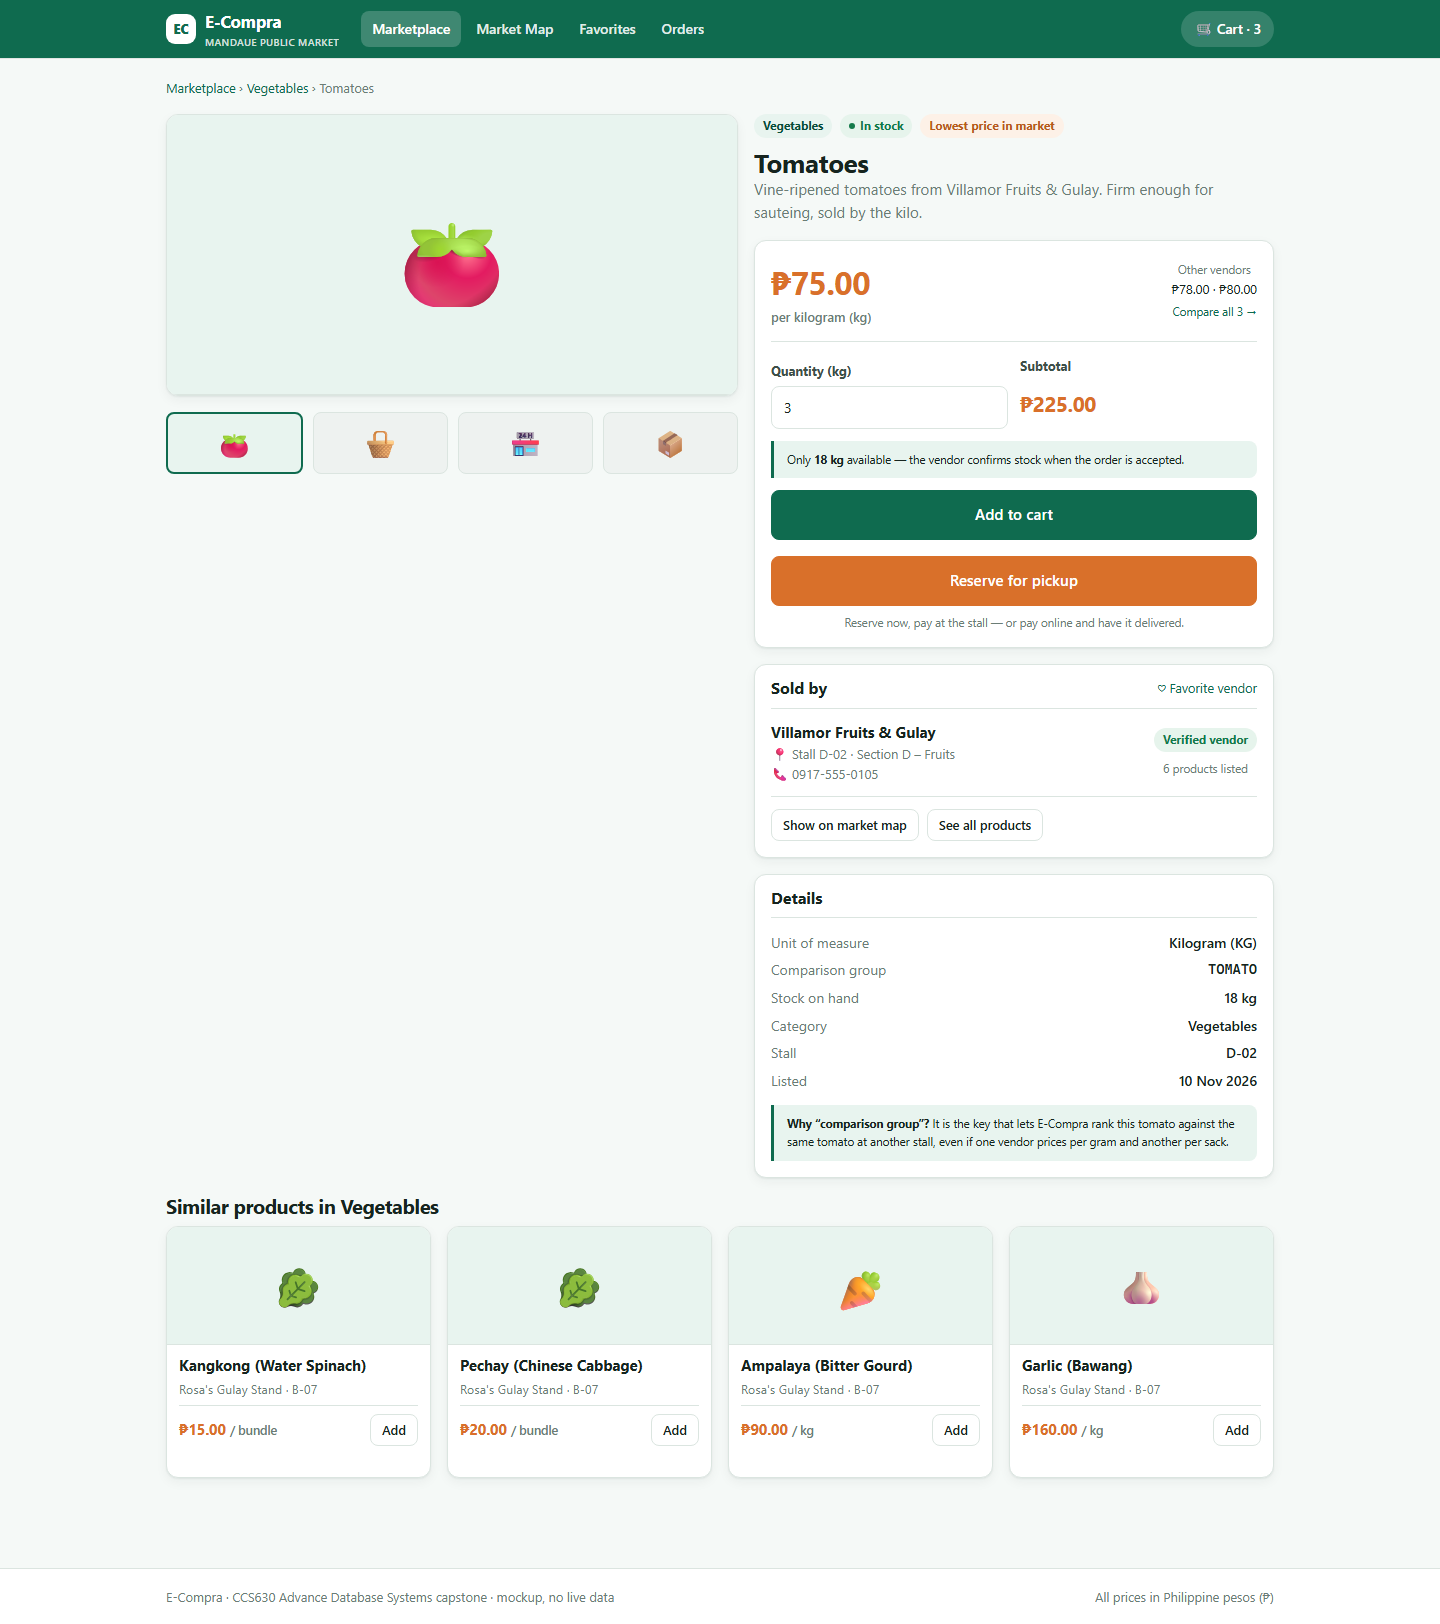 EC
E-Compra
MANDAUE PUBLIC MARKET
Marketplace
Market Map
Favorites
Orders
Cart · 3
Marketplace › Vegetables › Tomatoes
24H
Vegetables
In stock
Lowest price in market
Tomatoes
Vine-ripened tomatoes from Villamor Fruits & Gulay. Firm enough for
sauteing, sold by the kilo.
₱75.00
per kilogram (kg)
Other vendors
₱78.00 · ₱80.00
Compare all 3 →
Quantity (kg)
3
Subtotal
₱225.00
Only 18 kg available — the vendor confirms stock when the order is accepted.
Add to cart
Reserve for pickup
Reserve now, pay at the stall — or pay online and have it delivered.
Sold by
♡ Favorite vendor
Villamor Fruits & Gulay
Stall D-02 · Section D – Fruits
0917-555-0105
Verified vendor
6 products listed
Show on market map
See all products
Details
Unit of measure Kilogram (KG)
Comparison group TOMATO
Stock on hand 18 kg
Category Vegetables
Stall D-02
Listed 10 Nov 2026
Why “comparison group”? It is the key that lets E-Compra rank this tomato against the
same tomato at another stall, even if one vendor prices per gram and another per sack.
Similar products in Vegetables
Kangkong (Water Spinach)
Rosa's Gulay Stand · B-07
₱15.00 / bundle
Add
Pechay (Chinese Cabbage)
Rosa's Gulay Stand · B-07
₱20.00 / bundle
Add
Ampalaya (Bitter Gourd)
Rosa's Gulay Stand · B-07
₱90.00 / kg
Add
Garlic (Bawang)
Rosa's Gulay Stand · B-07
₱160.00 / kg
Add
E-Compra · CCS630 Advance Database Systems capstone · mockup, no live data
All prices in Philippine pesos (₱)